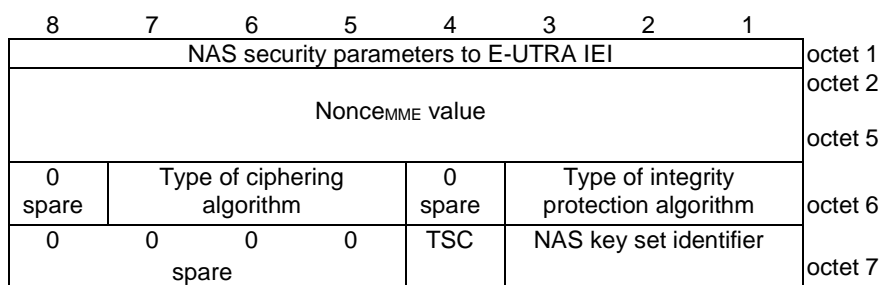 8 7 6 5 4 3 2 1
NAS security parameters to E-UTRA IEI octet 1
octet 2
NonceMME value
octet 5
0 Type of ciphering 0 Type of integrity
spare algorithm spare protection algorithm octet 6
0 0 0 0 TSC NAS key set identifier
spare octet 7